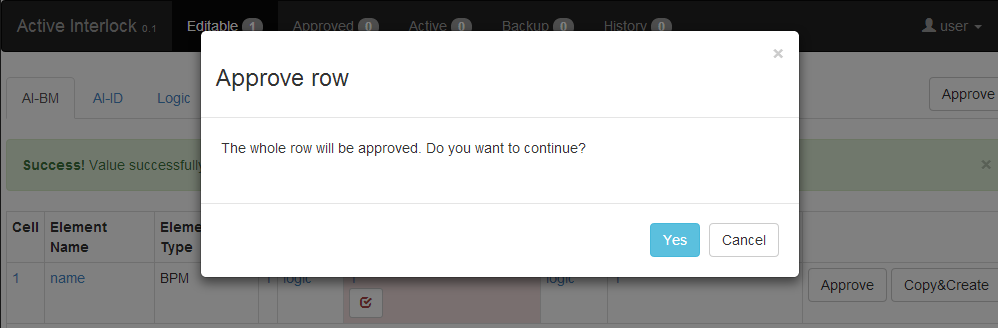 Active Interlock 0.1 Editable 1 Approved 0 Active 0 Backup 0 History 0 user
×
Approve row
AI-BM AI-ID Logic Approve
The whole row will be approved. Do you want to continue?
Success! Value successfully ×
Cell Element Name Type
Yes Cancel
1 name BPM 1 logic 1 logic 1 Approve Copy&Create